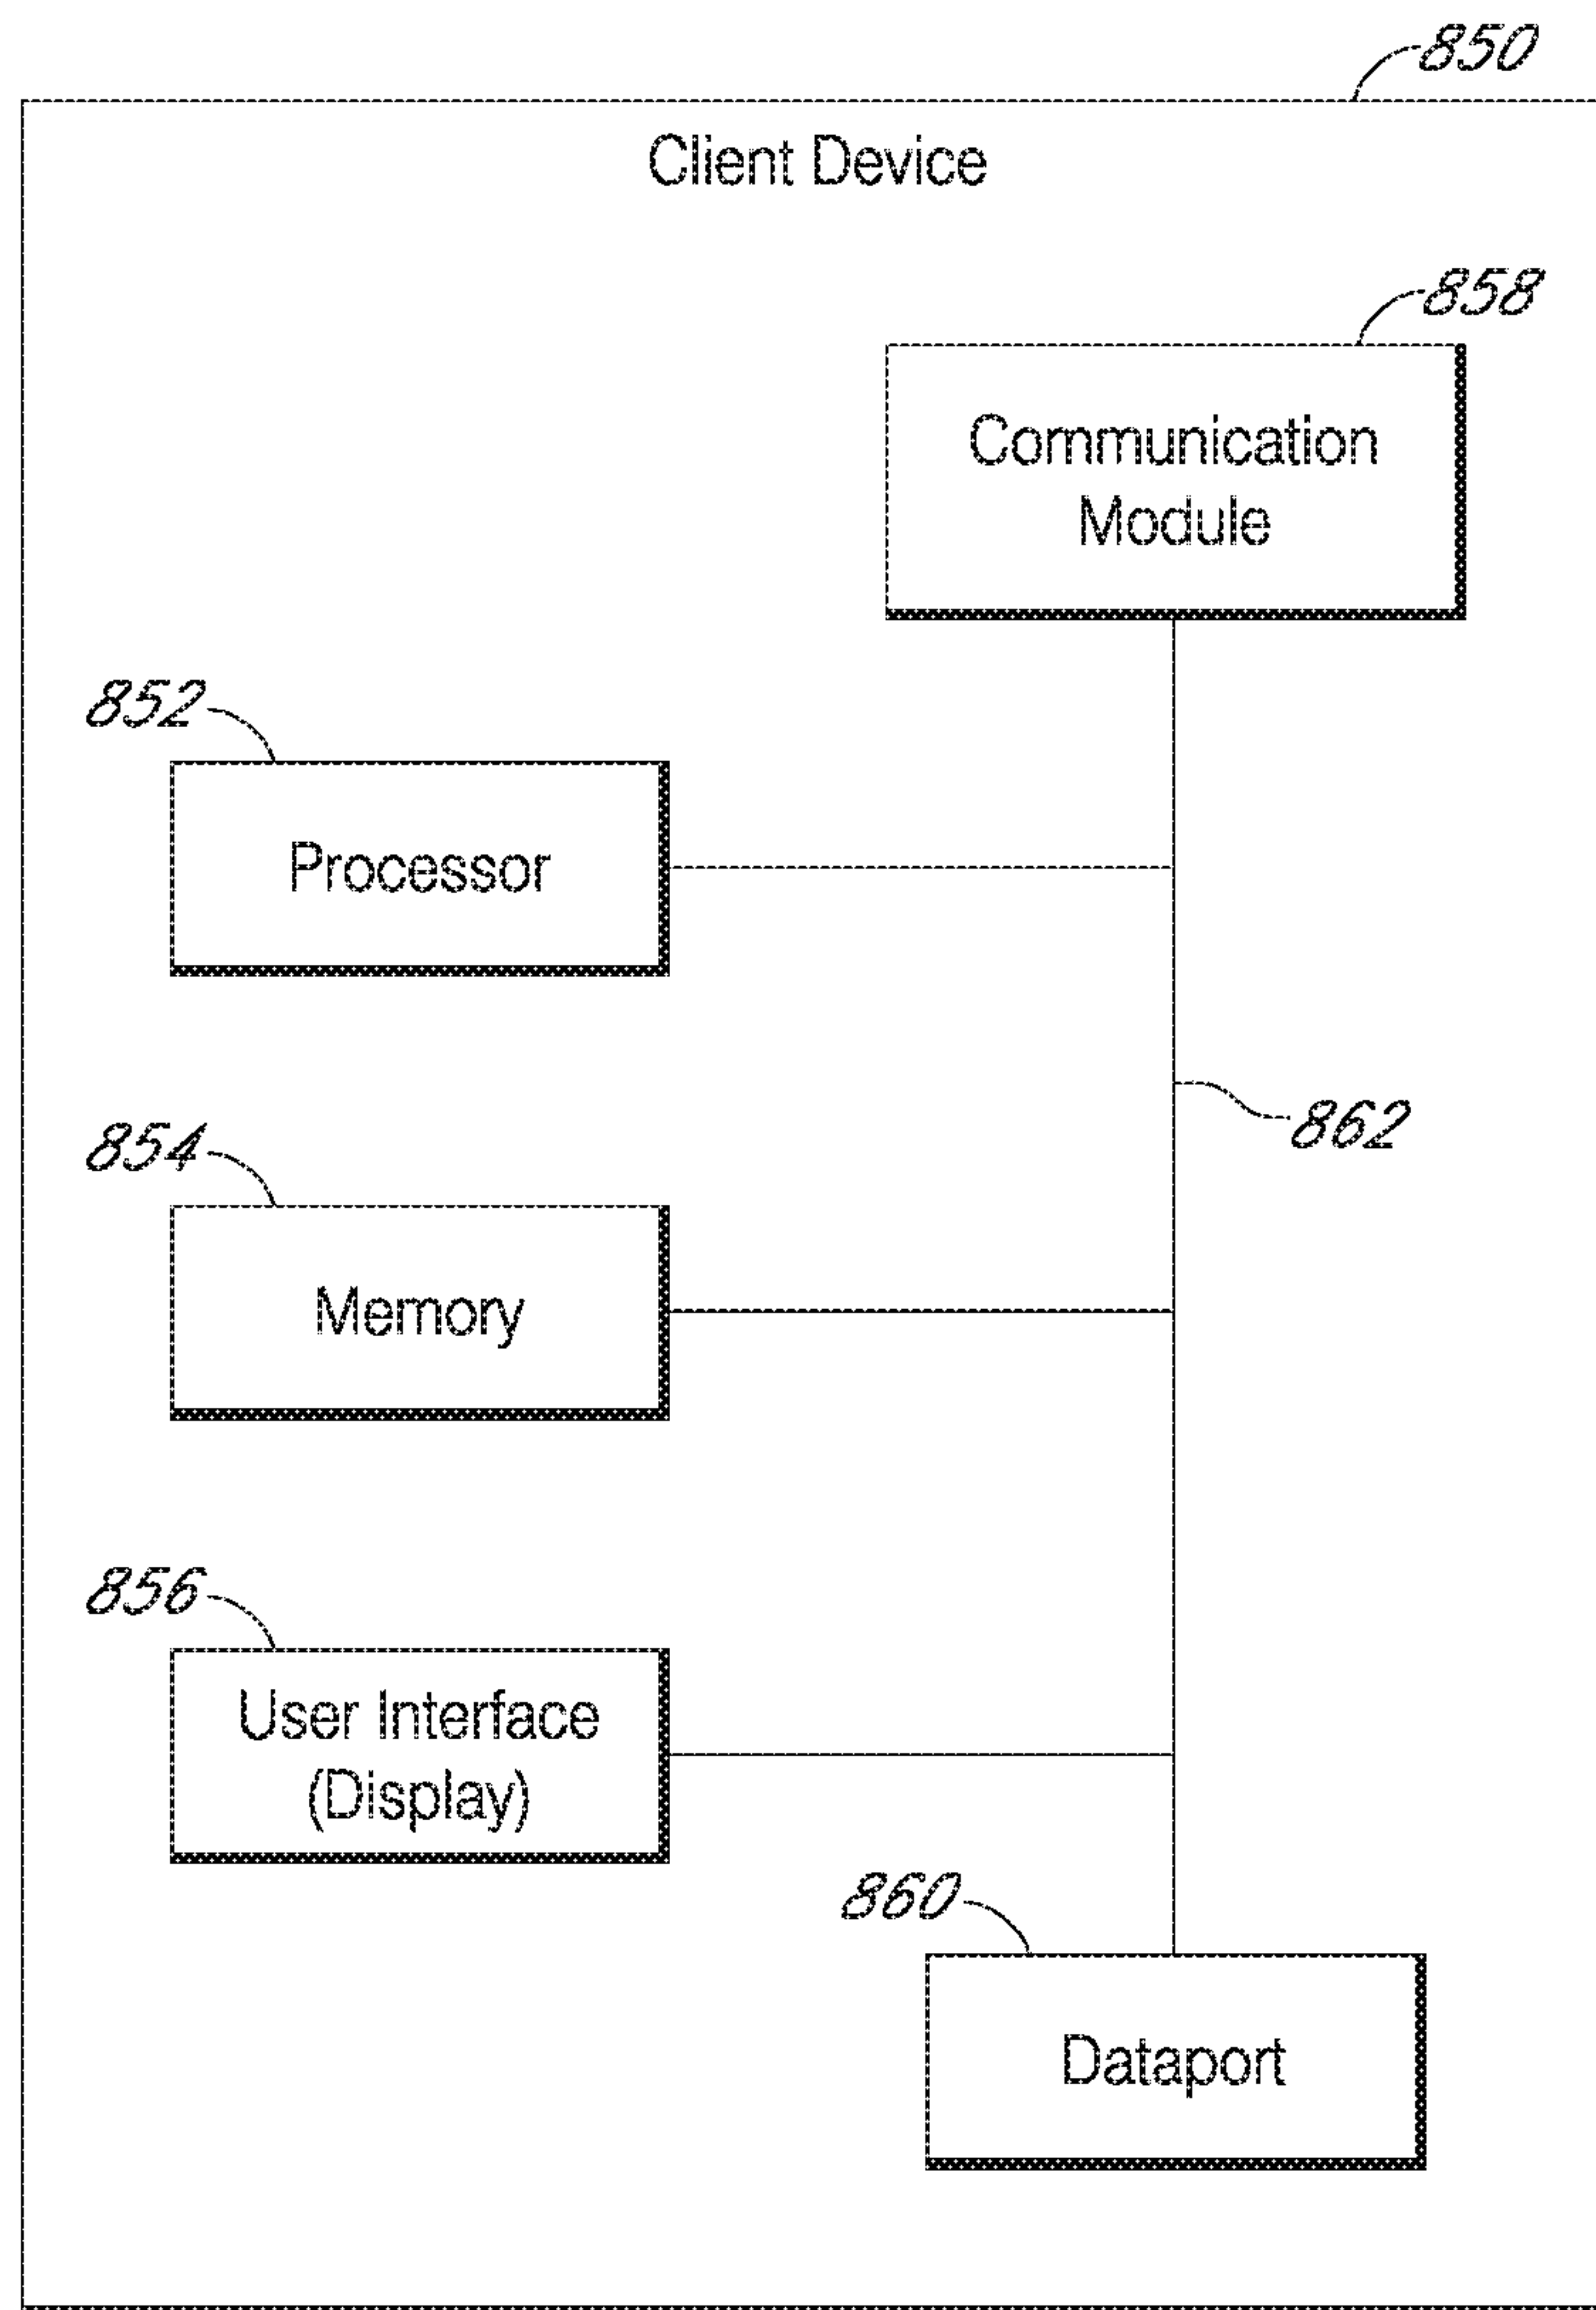 850
Client Device
858
Communication
Module
852
Processor
862
854
Memory
856
User Interface
(Display)
860
Dataport